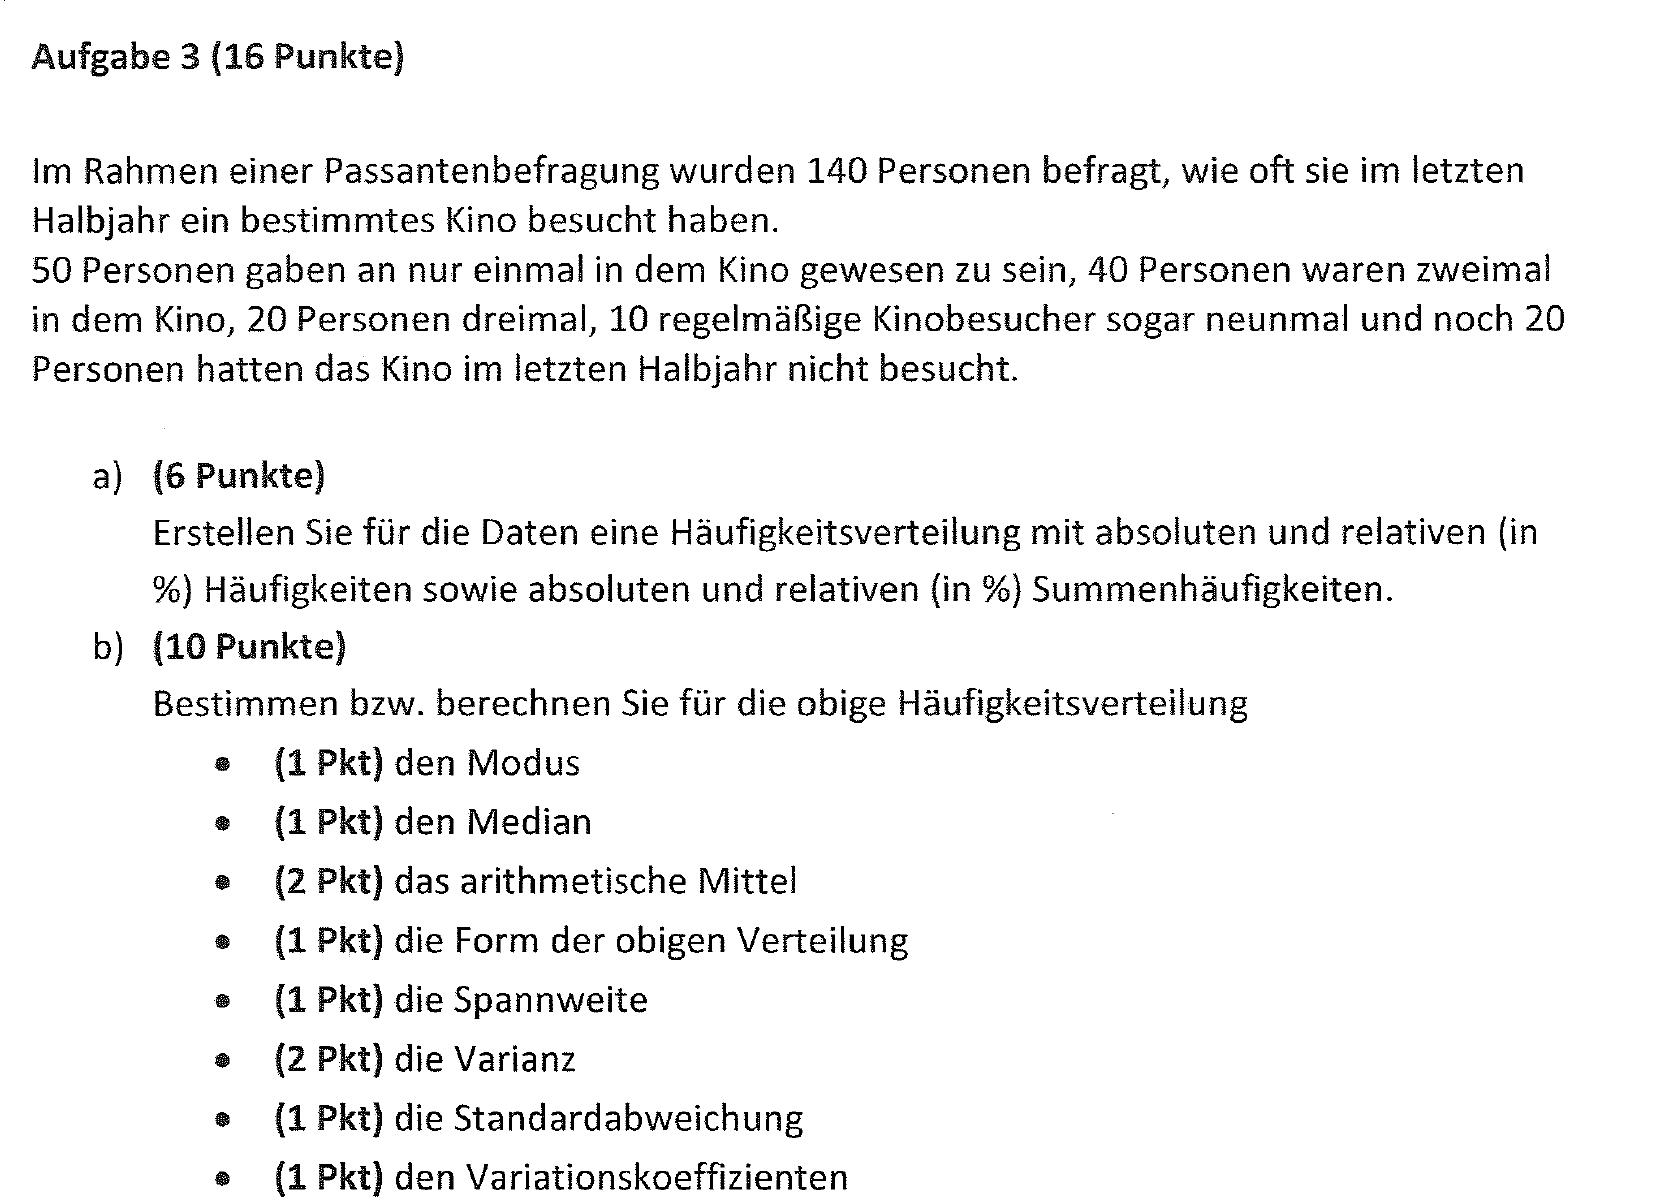 Aufgabe 3 (16 Punkte)
Im Rahmen einer Passantenbefragung wurden 140 Personen befragt, wie oft sie im letzten
Halbjahr ein bestimmtes Kino besucht haben.
50 Personen gaben an nur einmal in dem Kino gewesen zu sein, 40 Personen waren zweimal
in dem Kino, 20 Personen dreimal, 10 regelmäßige Kinobesucher sogar neunmal und noch 20
Personen hatten das Kino im letzten Halbjahr nicht besucht.
a) (6 Punkte)
Erstellen Sie für die Daten eine Häufigkeitsverteilung mit absoluten und relativen (in
%) Häufigkeiten sowie absoluten und relativen (in %) Summenhäufigkeiten.
b) (10 Punkte)
Bestimmen bzw. berechnen Sie für die obige Häufigkeitsverteilung
• (1 Pkt) den Modus
• (1 Pkt) den Median
• (2 Pkt) das arithmetische Mittel
• (1 Pkt) die Form der obigen Verteilung
• (1 Pkt) die Spannweite
• (2 Pkt) die Varianz
• (1 Pkt) die Standardabweichung
• (1 Pkt) den Variationskoeffizienten